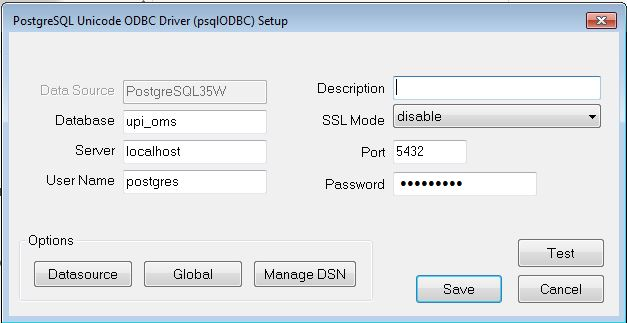 PostgreSQL Unicode ODBC Driver (psqlODBC) Setup
Data Source PostgreSQL35W Description
Database upi_oms SSL Mode disable
Server localhost Port 5432
User Name postgres Password •••••••••
Options
Datasource Global Manage DSN Test
Save Cancel